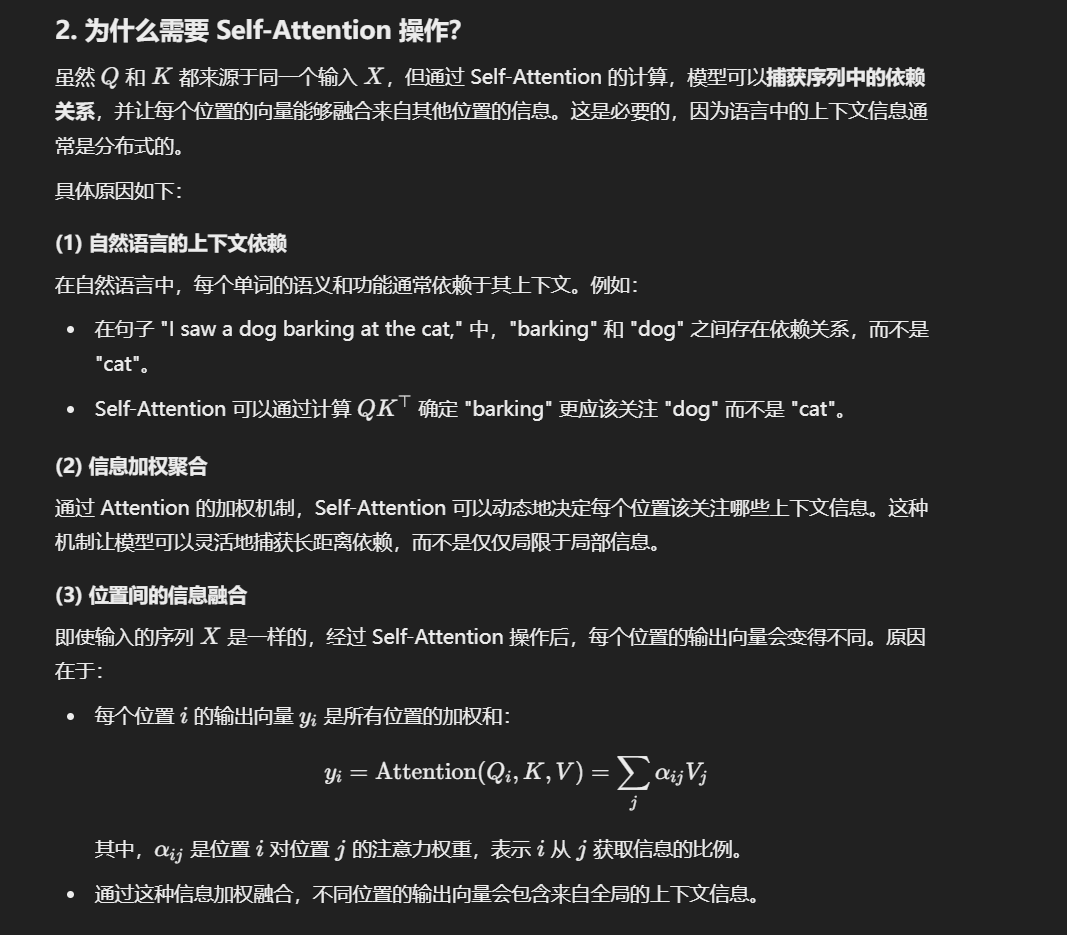 2. 为什么需要 Self-Attention 操作？
虽然 Q 和 K 都来源于同一个输入 X，但通过 Self-Attention 的计算，模型可以捕获序列中的依赖
关系，并让每个位置的向量能够融合来自其他位置的信息。这是必要的，因为语言中的上下文信息通
常是分布式的。
具体原因如下：
(1) 自然语言的上下文依赖
在自然语言中，每个单词的语义和功能通常依赖于其上下文。例如：
• 在句子 "I saw a dog barking at the cat," 中，"barking" 和 "dog" 之间存在依赖关系，而不是
"cat"。
• Self-Attention 可以通过计算 QK⊤ 确定 "barking" 更应该关注 "dog" 而不是 "cat"。
(2) 信息加权聚合
通过 Attention 的加权机制，Self-Attention 可以动态地决定每个位置该关注哪些上下文信息。这种
机制让模型可以灵活地捕获长距离依赖，而不是仅仅局限于局部信息。
(3) 位置间的信息融合
即使输入的序列 X 是一样的，经过 Self-Attention 操作后，每个位置的输出向量会变得不同。原因
在于：
• 每个位置 i 的输出向量 yᵢ 是所有位置的加权和：
yᵢ = Attention(Qᵢ, K, V) = ∑ⱼ αᵢⱼVⱼ
其中，αᵢⱼ 是位置 i 对位置 j 的注意力权重，表示 i 从 j 获取信息的比例。
• 通过这种信息加权融合，不同位置的输出向量会包含来自全局的上下文信息。